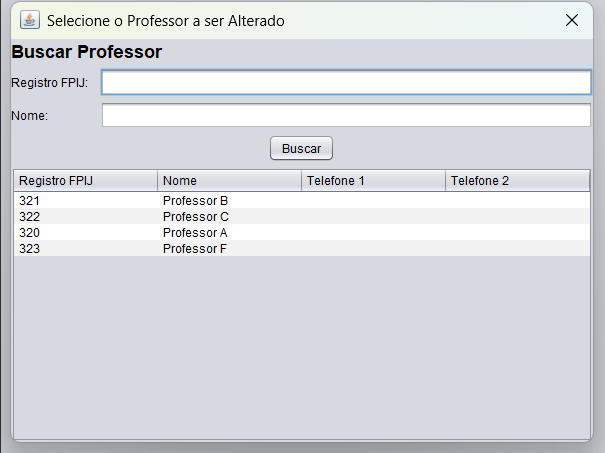 Selecione o Professor a ser Alterado
Buscar Professor
Registro FPIJ:
Nome:
Buscar
Registro FPIJ Nome Telefone 1 Telefone 2
321 Professor B
322 Professor C
320 Professor A
323 Professor F